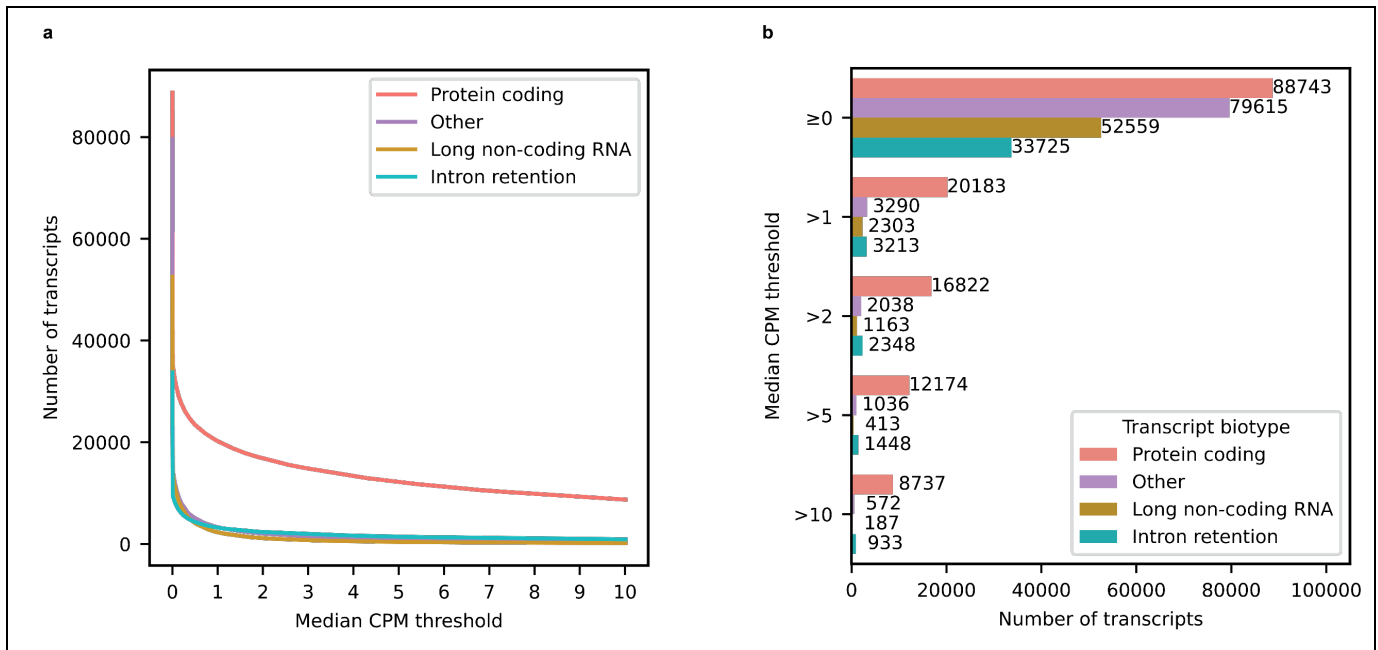 a
Protein coding
Other
Long non-coding RNA
Intron retention
80000
60000
40000
20000
0
Number of transcripts
0 1 2 3 4 5 6 7 8 9 10
Median CPM threshold
b
≥0
>1
>2
>5
>10
Median CPM threshold
88743
79615
52559
33725
20183
3290
2303
3213
16822
2038
1163
2348
12174
1036
413
1448
8737
572
187
933
Transcript biotype
Protein coding
Other
Long non-coding RNA
Intron retention
0 20000 40000 60000 80000 100000
Number of transcripts